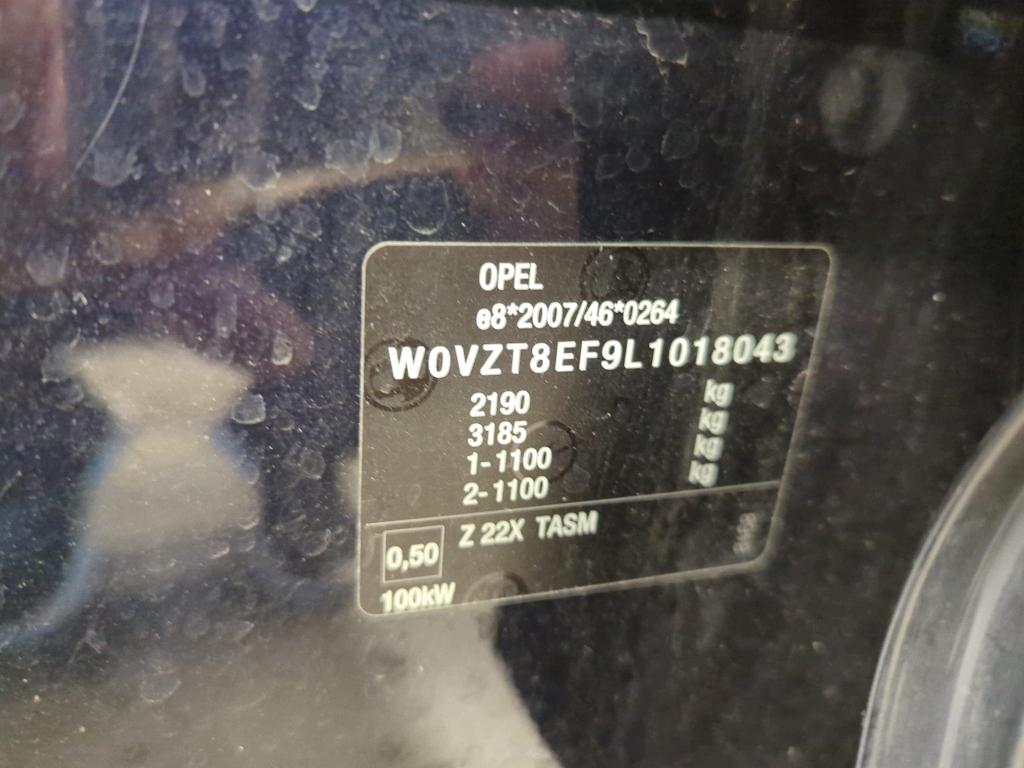 OPEL
e8*2007/46*0264
W0VZT8EF9L1018043
2190 kg
3185 kg
1-1100 kg
2-1100 kg
0,50 Z 22X TASM
100kW